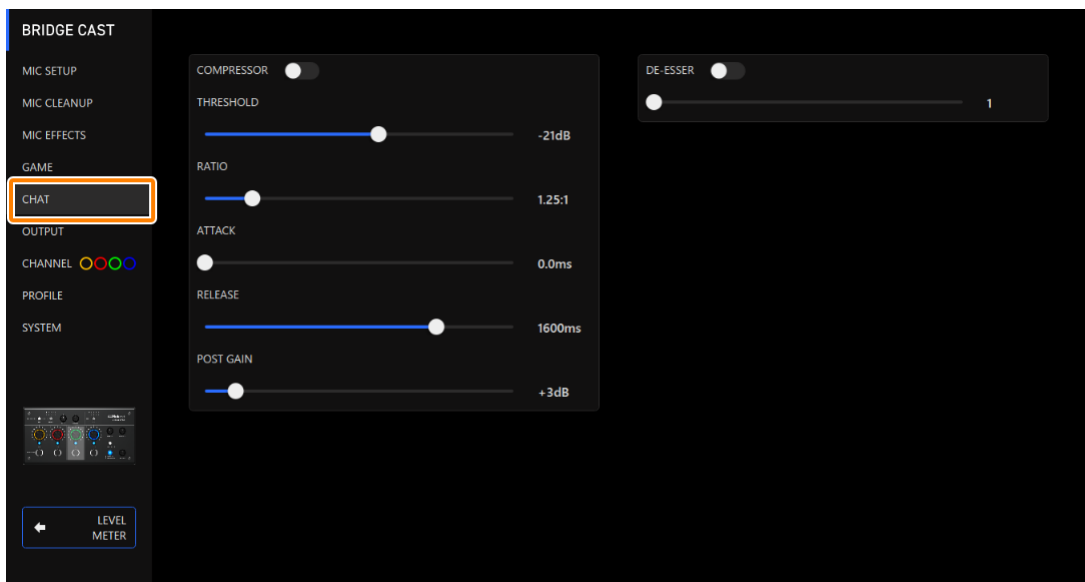 BRIDGE CAST
MIC SETUP
MIC CLEANUP
MIC EFFECTS
GAME
CHAT
OUTPUT
CHANNEL
PROFILE
SYSTEM
LEVEL
METER
COMPRESSOR
THRESHOLD
-21dB
RATIO
1.25:1
ATTACK
0.0ms
RELEASE
1600ms
POST GAIN
+3dB
DE-ESSER
1